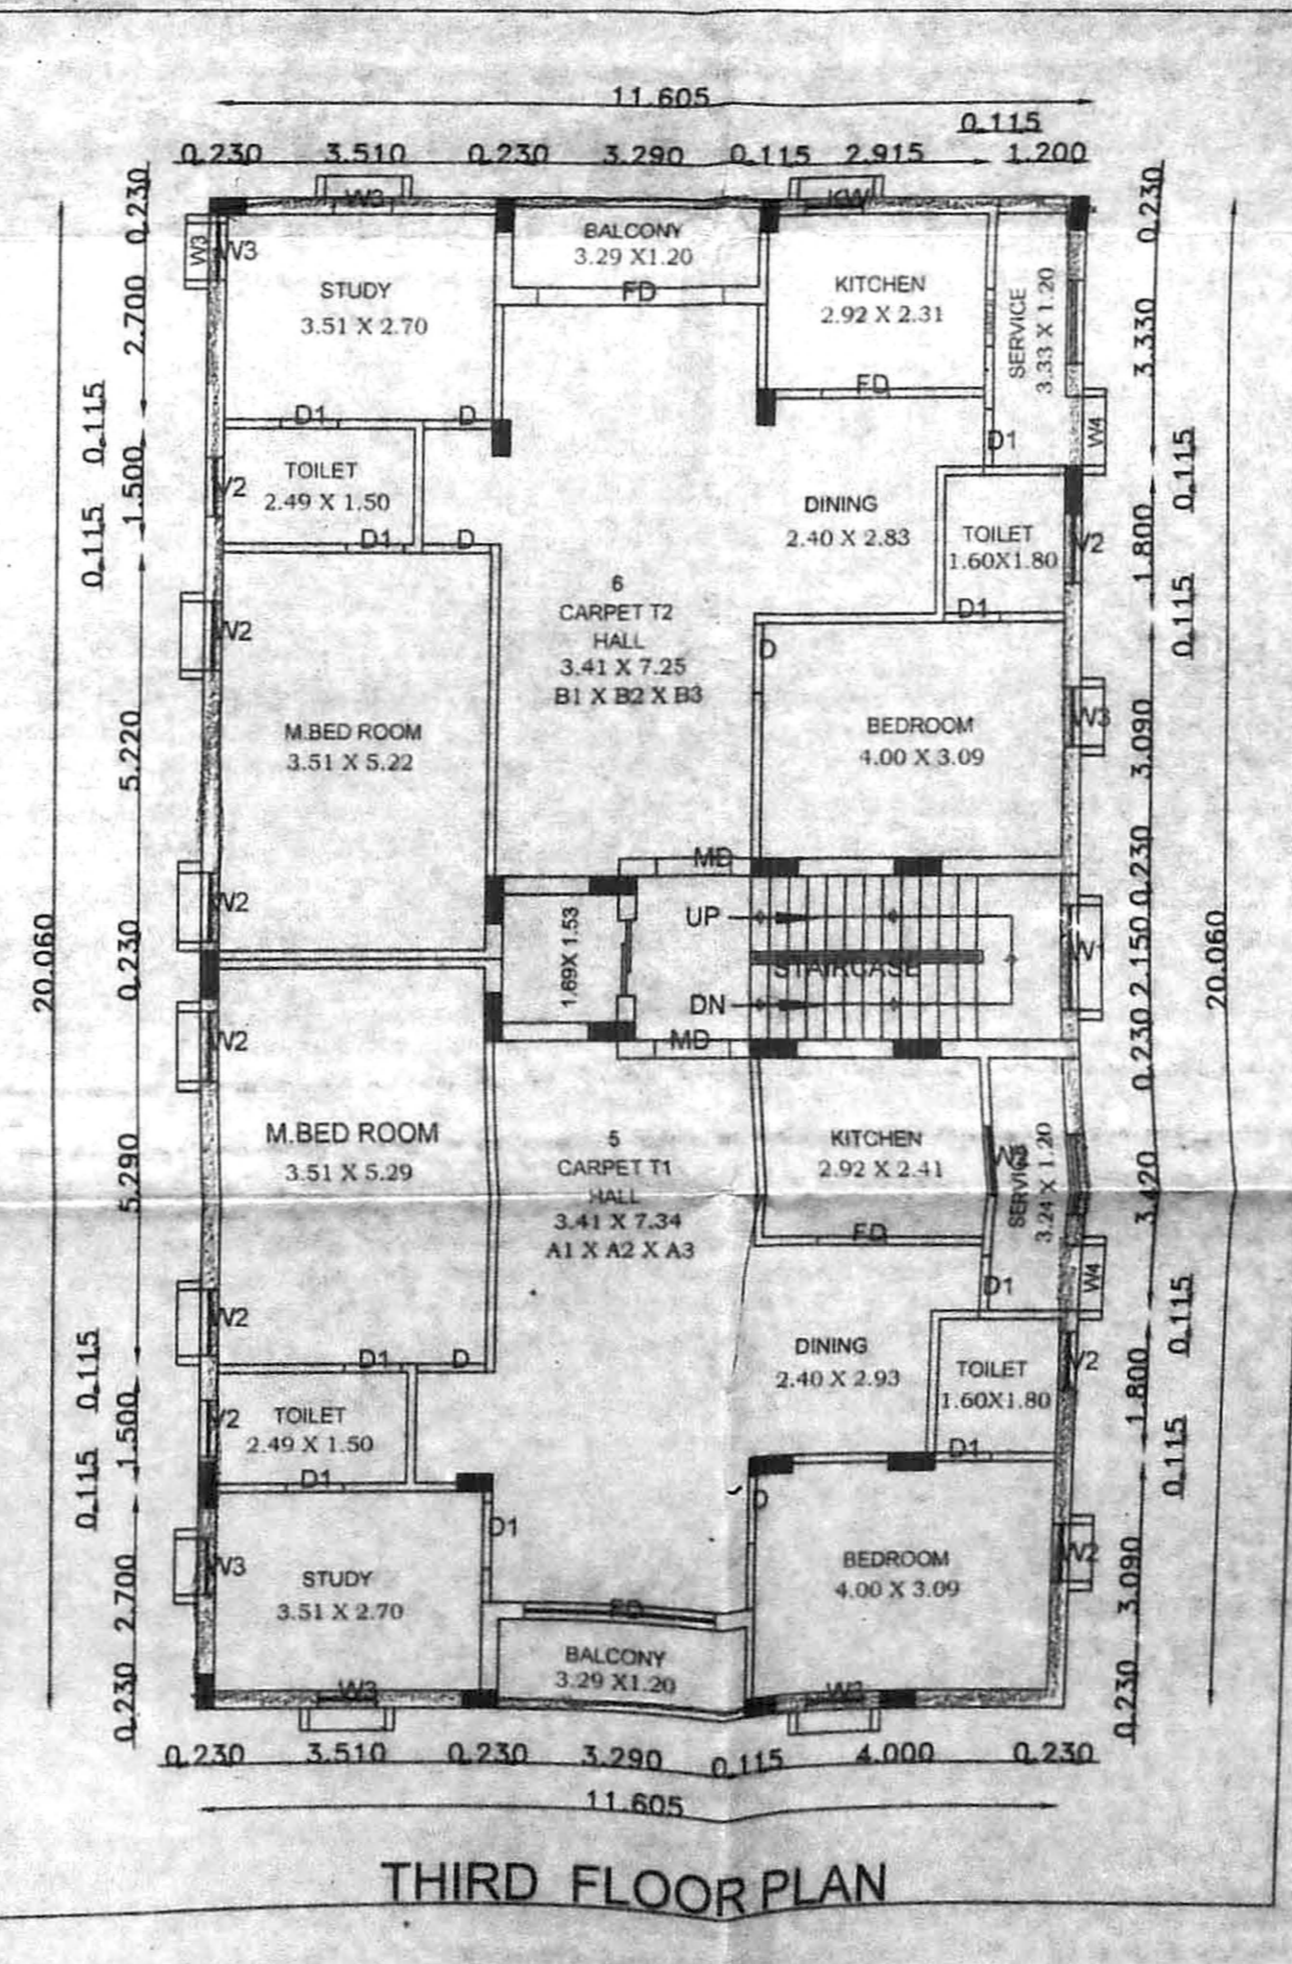 11.605
0.115
0.230 3.510 0.230 3.290 0.115 2.915 1.200
0.230
2.700
0.115
1.500
0.115
5.220
0.230
20.060
5.290
0.115
1.500
0.115
2.700
0.230
W3
KW
W3
W3
BALCONY
3.29 X1.20
FD
STUDY
3.51 X 2.70
KITCHEN
2.92 X 2.31
FD
SERVICE
3.33 X 1.20
D1
D
D1
W4
TOILET
2.49 X 1.50
V2
D1
D
DINING
2.40 X 2.83
TOILET
1.60X1.80
V2
D1
6
CARPET T2
HALL
3.41 X 7.25
B1 X B2 X B3
W2
D
M.BED ROOM
3.51 X 5.22
BEDROOM
4.00 X 3.09
W3
W2
MD
UP
1.69X 1.53
STAIRCASE
DN
MD
W1
W2
M.BED ROOM
3.51 X 5.29
5
CARPET T1
HALL
3.41 X 7.34
A1 X A2 X A3
KITCHEN
2.92 X 2.41
FD
SERVICE
3.24 X 1.20
D1
W4
W2
D1
D
DINING
2.40 X 2.93
TOILET
1.60X1.80
V2
D1
TOILET
2.49 X 1.50
V2
D1
D1
D
STUDY
3.51 X 2.70
W3
BEDROOM
4.00 X 3.09
W2
FD
BALCONY
3.29 X1.20
W3
W3
0.230
3.330
0.115
1.800
0.115
3.090
0.230
2.150
0.230
20.060
3.420
0.115
1.800
0.115
3.090
0.230
0.230 3.510 0.230 3.290 0.115 4.000 0.230
11.605
THIRD FLOOR PLAN